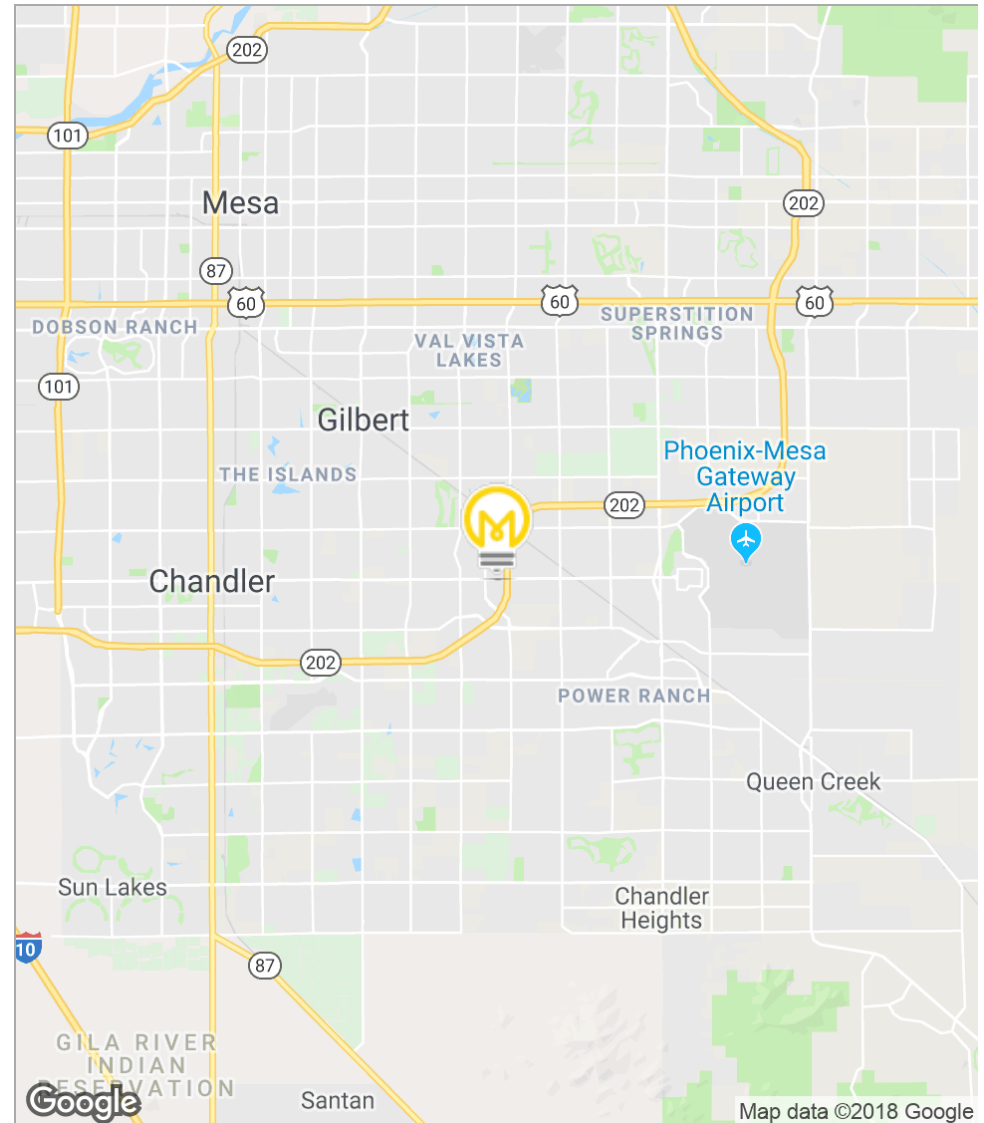 202
101
Mesa
202
87
60
60
60
DOBSON RANCH
SUPERSTITION
SPRINGS
VAL VISTA
LAKES
101
Gilbert
THE ISLANDS
Phoenix-Mesa
Gateway
Airport
202
M
Chandler
202
POWER RANCH
Queen Creek
Sun Lakes
Chandler
Heights
10
87
GILA RIVER
INDIAN
RESERVATION
Santan
Google
Map data ©2018 Google